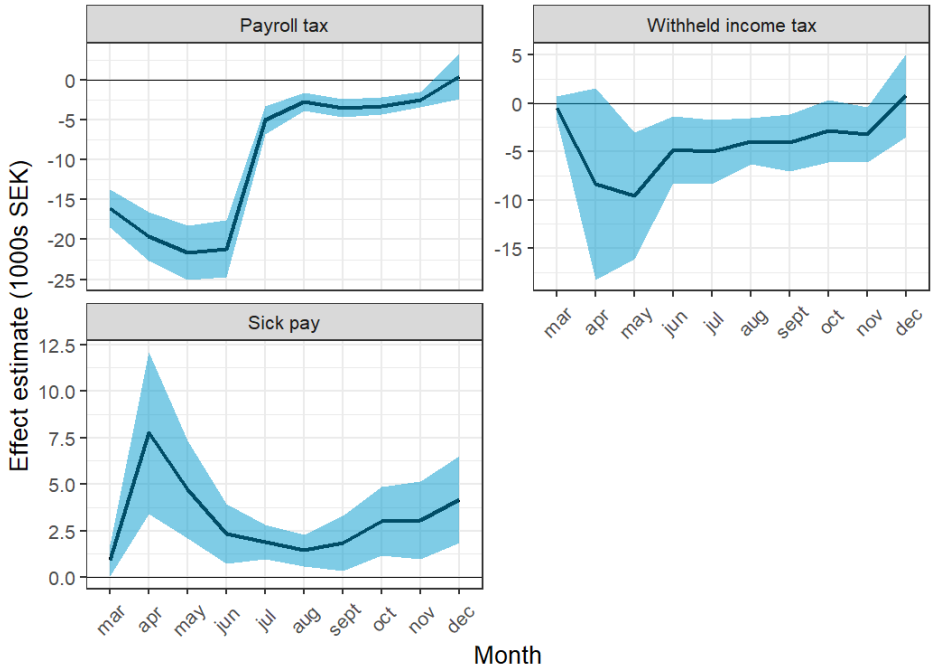 Payroll tax
0
-5
-10
-15
-20
-25
Withheld income tax
5
0
-5
-10
-15
mar apr may jun jul aug sept oct nov dec
Sick pay
12.5
10.0
7.5
5.0
2.5
0.0
mar apr may jun jul aug sept oct nov dec
Effect estimate (1000s SEK)
Month